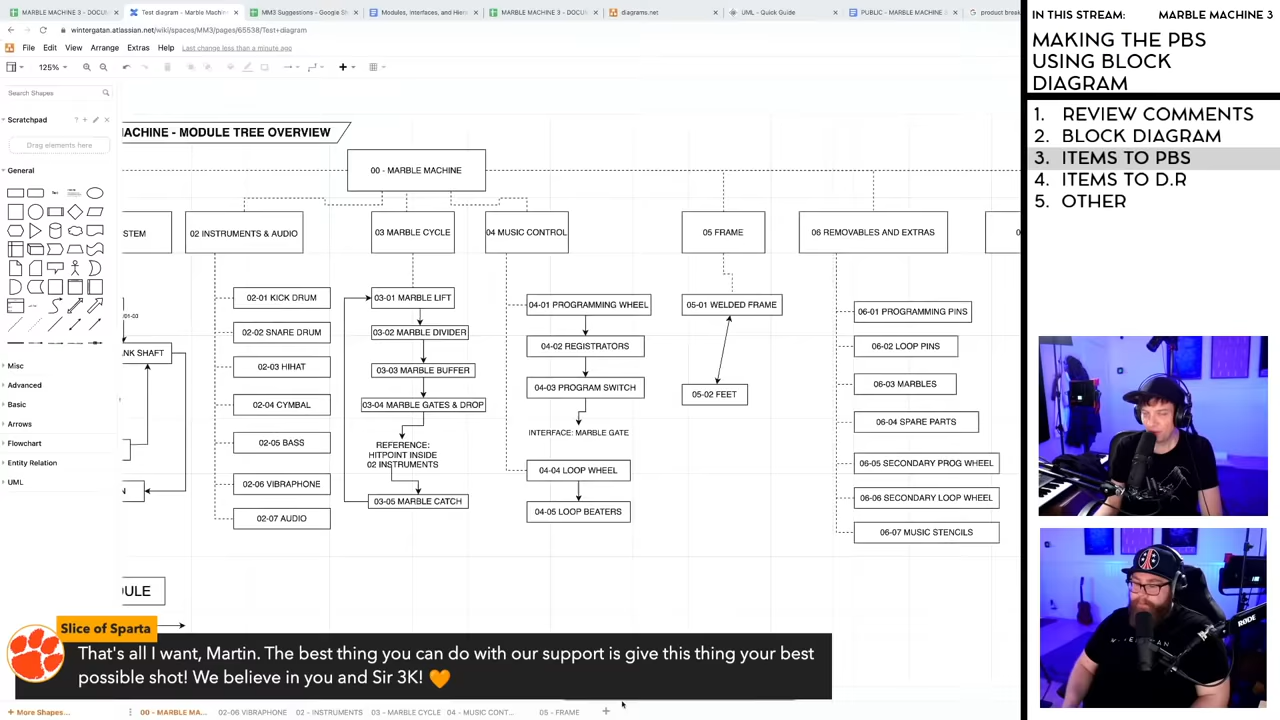 MARBLE MACHINE 3 - DOCU
Test diagram - Marble Machin
MM3 Suggestions - Google Sh
Modules, Interfaces, and Hier
MARBLE MACHINE 3 - DOCU
diagrams.net
UML - Quick Guide
PUBLIC - MARBLE MACHINE
product break
wintergatan.atlassian.net/wiki/spaces/MM3/pages/65538/Test+diagram
File Edit View Arrange Extras Help Last change less than a minute ago
125%
Search Shapes
Scratchpad
Drag elements here
General
Misc
Advanced
Basic
Arrows
Flowchart
Entity Relation
UML
ACHINE - MODULE TREE OVERVIEW
00 - MARBLE MACHINE
STEM
02 INSTRUMENTS & AUDIO
03 MARBLE CYCLE
04 MUSIC CONTROL
05 FRAME
06 REMOVABLES AND EXTRAS
01-03
NK SHAFT
N
02-01 KICK DRUM
02-02 SNARE DRUM
02-03 HIHAT
02-04 CYMBAL
02-05 BASS
02-06 VIBRAPHONE
02-07 AUDIO
03-01 MARBLE LIFT
03-02 MARBLE DIVIDER
03-03 MARBLE BUFFER
03-04 MARBLE GATES & DROP
REFERENCE:
HITPOINT INSIDE
02 INSTRUMENTS
03-05 MARBLE CATCH
04-01 PROGRAMMING WHEEL
04-02 REGISTRATORS
04-03 PROGRAM SWITCH
INTERFACE: MARBLE GATE
04-04 LOOP WHEEL
04-05 LOOP BEATERS
05-01 WELDED FRAME
05-02 FEET
06-01 PROGRAMMING PINS
06-02 LOOP PINS
06-03 MARBLES
06-04 SPARE PARTS
06-05 SECONDARY PROG WHEEL
06-06 SECONDARY LOOP WHEEL
06-07 MUSIC STENCILS
DULE
Slice of Sparta
That's all I want, Martin. The best thing you can do with our support is give this thing your best
possible shot! We believe in you and Sir 3K! 🧡
+ More Shapes...
00 - MARBLE MA...
02-06 VIBRAPHONE
02 - INSTRUMENTS
03 - MARBLE CYCLE
04 - MUSIC CONT...
05 - FRAME
IN THIS STREAM: MARBLE MACHINE 3
MAKING THE PBS
USING BLOCK
DIAGRAM
1. REVIEW COMMENTS
2. BLOCK DIAGRAM
3. ITEMS TO PBS
4. ITEMS TO D.R
5. OTHER
RØDE